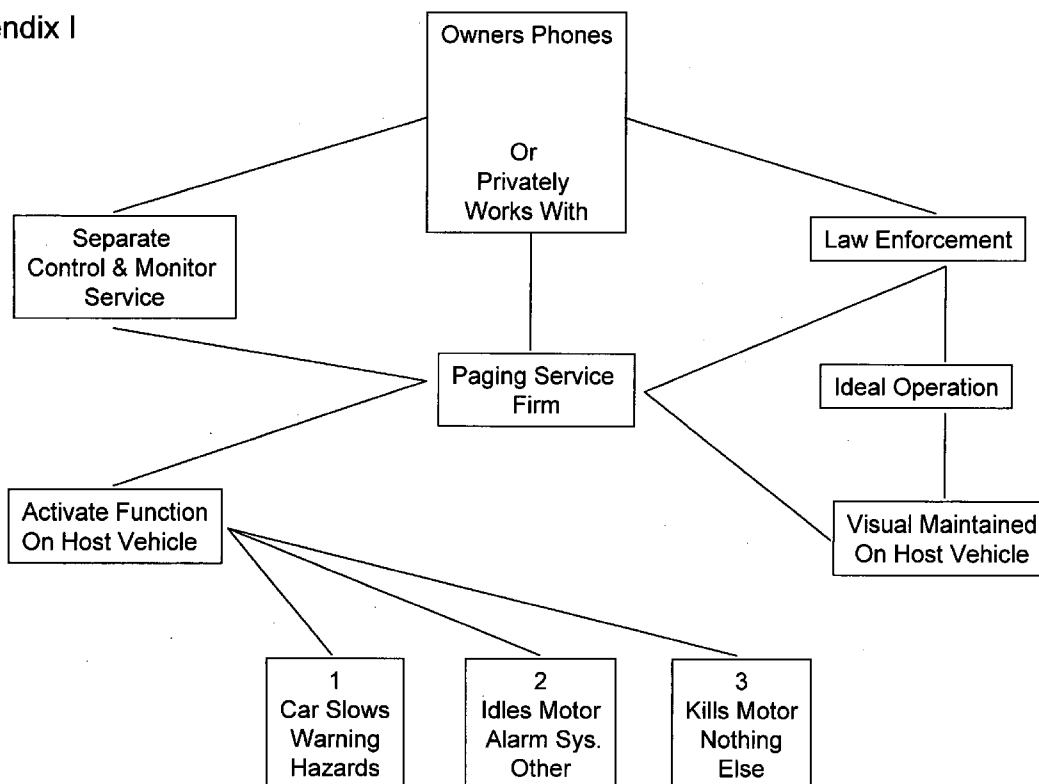 endix I
Owners Phones
Or
Privately
Works With
Separate
Control & Monitor
Service
Law Enforcement
Paging Service
Firm
Ideal Operation
Activate Function
On Host Vehicle
Visual Maintained
On Host Vehicle
1
Car Slows
Warning
Hazards
2
Idles Motor
Alarm Sys.
Other
3
Kills Motor
Nothing
Else